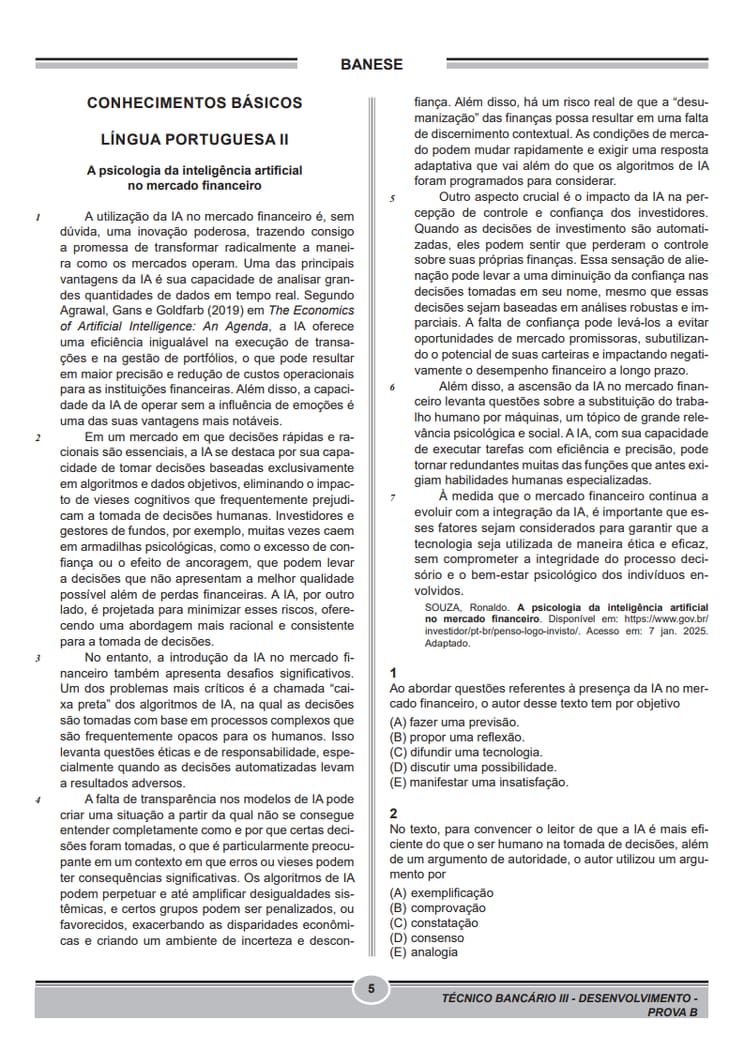 BANESE
CONHECIMENTOS BÁSICOS
LÍNGUA PORTUGUESA II
A psicologia da inteligência artificial
no mercado financeiro
1 A utilização da IA no mercado financeiro é, sem
dúvida, uma inovação poderosa, trazendo consigo
a promessa de transformar radicalmente a manei-
ra como os mercados operam. Uma das principais
vantagens da IA é sua capacidade de analisar gran-
des quantidades de dados em tempo real. Segundo
Agrawal, Gans e Goldfarb (2019) em The Economics
of Artificial Intelligence: An Agenda, a IA oferece
uma eficiência inigualável na execução de transa-
ções e na gestão de portfólios, o que pode resultar
em maior precisão e redução de custos operacionais
para as instituições financeiras. Além disso, a capaci-
dade da IA de operar sem a influência de emoções é
uma das suas vantagens mais notáveis.
2 Em um mercado em que decisões rápidas e ra-
cionais são essenciais, a IA se destaca por sua capa-
cidade de tomar decisões baseadas exclusivamente
em algoritmos e dados objetivos, eliminando o impac-
to de vieses cognitivos que frequentemente prejudi-
cam a tomada de decisões humanas. Investidores e
gestores de fundos, por exemplo, muitas vezes caem
em armadilhas psicológicas, como o excesso de con-
fiança ou o efeito de ancoragem, que podem levar
a decisões que não apresentam a melhor qualidade
possível além de perdas financeiras. A IA, por outro
lado, é projetada para minimizar esses riscos, ofere-
cendo uma abordagem mais racional e consistente
para a tomada de decisões.
3 No entanto, a introdução da IA no mercado fi-
nanceiro também apresenta desafios significativos.
Um dos problemas mais críticos é a chamada “cai-
xa preta” dos algoritmos de IA, na qual as decisões
são tomadas com base em processos complexos que
são frequentemente opacos para os humanos. Isso
levanta questões éticas e de responsabilidade, espe-
cialmente quando as decisões automatizadas levam
a resultados adversos.
4 A falta de transparência nos modelos de IA pode
criar uma situação a partir da qual não se consegue
entender completamente como e por que certas deci-
sões foram tomadas, o que é particularmente preocu-
pante em um contexto em que erros ou vieses podem
ter consequências significativas. Os algoritmos de IA
podem perpetuar e até amplificar desigualdades sis-
têmicas, e certos grupos podem ser penalizados, ou
favorecidos, exacerbando as disparidades econômi-
cas e criando um ambiente de incerteza e descon-
fiança. Além disso, há um risco real de que a “desu-
manização” das finanças possa resultar em uma falta
de discernimento contextual. As condições de merca-
do podem mudar rapidamente e exigir uma resposta
adaptativa que vai além do que os algoritmos de IA
foram programados para considerar.
5 Outro aspecto crucial é o impacto da IA na per-
cepção de controle e confiança dos investidores.
Quando as decisões de investimento são automati-
zadas, eles podem sentir que perderam o controle
sobre suas próprias finanças. Essa sensação de alie-
nação pode levar a uma diminuição da confiança nas
decisões tomadas em seu nome, mesmo que essas
decisões sejam baseadas em análises robustas e im-
parciais. A falta de confiança pode levá-los a evitar
oportunidades de mercado promissoras, subutilizan-
do o potencial de suas carteiras e impactando negati-
vamente o desempenho financeiro a longo prazo.
6 Além disso, a ascensão da IA no mercado finan-
ceiro levanta questões sobre a substituição do traba-
lho humano por máquinas, um tópico de grande rele-
vância psicológica e social. A IA, com sua capacidade
de executar tarefas com eficiência e precisão, pode
tornar redundantes muitas das funções que antes exi-
giam habilidades humanas especializadas.
7 À medida que o mercado financeiro continua a
evoluir com a integração da IA, é importante que es-
ses fatores sejam considerados para garantir que a
tecnologia seja utilizada de maneira ética e eficaz,
sem comprometer a integridade do processo deci-
sório e o bem-estar psicológico dos indivíduos en-
volvidos.
SOUZA, Ronaldo. A psicologia da inteligência artificial
no mercado financeiro. Disponível em: https://www.gov.br/
investidor/pt-br/penso-logo-invisto/. Acesso em: 7 jan. 2025.
Adaptado.
1
Ao abordar questões referentes à presença da IA no mer-
cado financeiro, o autor desse texto tem por objetivo
(A) fazer uma previsão.
(B) propor uma reflexão.
(C) difundir uma tecnologia.
(D) discutir uma possibilidade.
(E) manifestar uma insatisfação.
2
No texto, para convencer o leitor de que a IA é mais efi-
ciente do que o ser humano na tomada de decisões, além
de um argumento de autoridade, o autor utilizou um argu-
mento por
(A) exemplificação
(B) comprovação
(C) constatação
(D) consenso
(E) analogia
5
TÉCNICO BANCÁRIO III - DESENVOLVIMENTO -
PROVA B